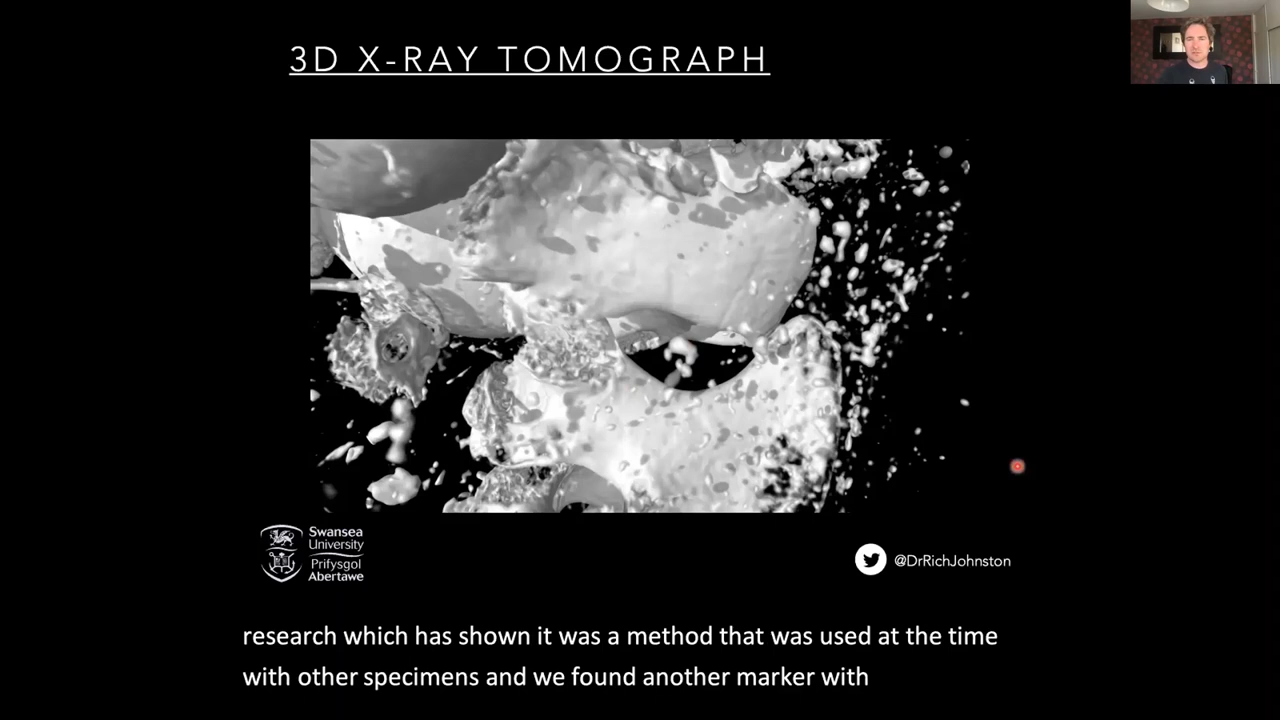 3D X-RAY TOMOGRAPH
Swansea
University
Prifysgol
Abertawe
@DrRichJohnston
research which has shown it was a method that was used at the time
with other specimens and we found another marker with